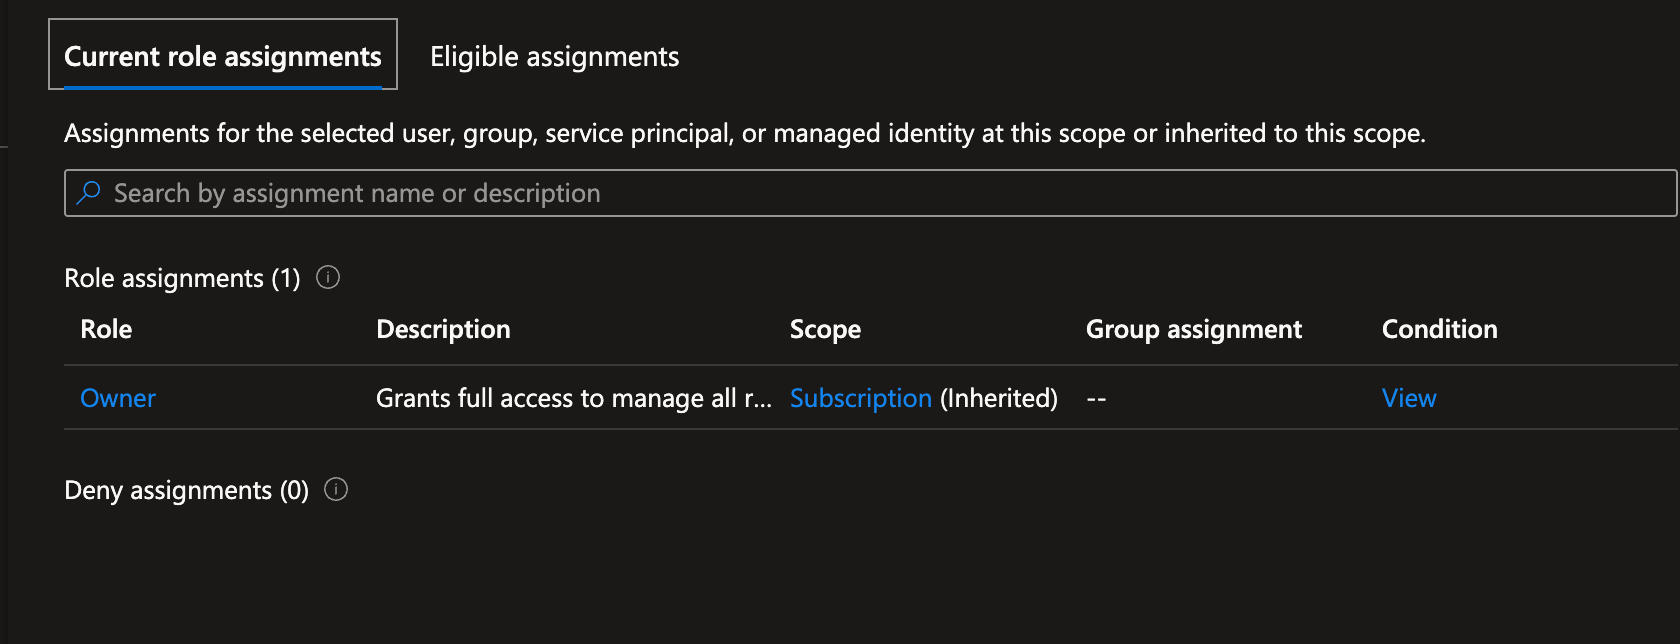 Current role assignments Eligible assignments
Assignments for the selected user, group, service principal, or managed identity at this scope or inherited to this scope.
Search by assignment name or description
Role assignments (1)
Role Description Scope Group assignment Condition
Owner Grants full access to manage all r... Subscription (Inherited) -- View
Deny assignments (0)